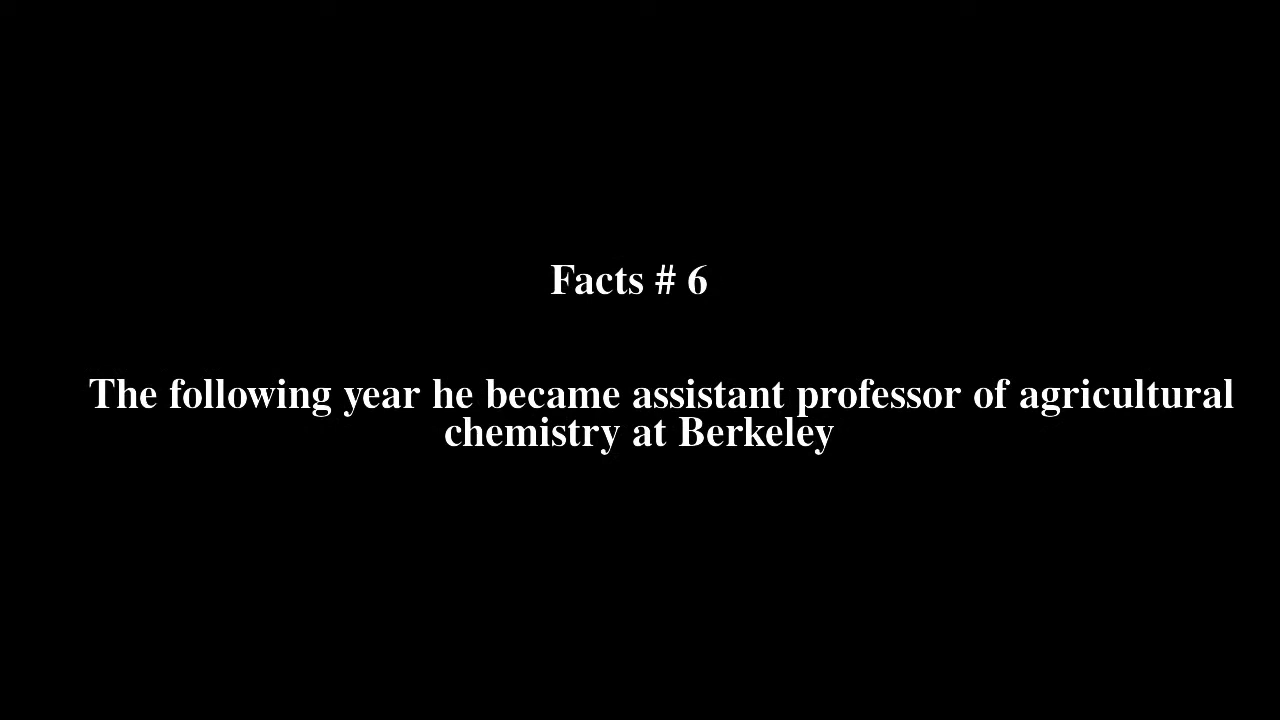 Facts # 6
The following year he became assistant professor of agricultural
chemistry at Berkeley